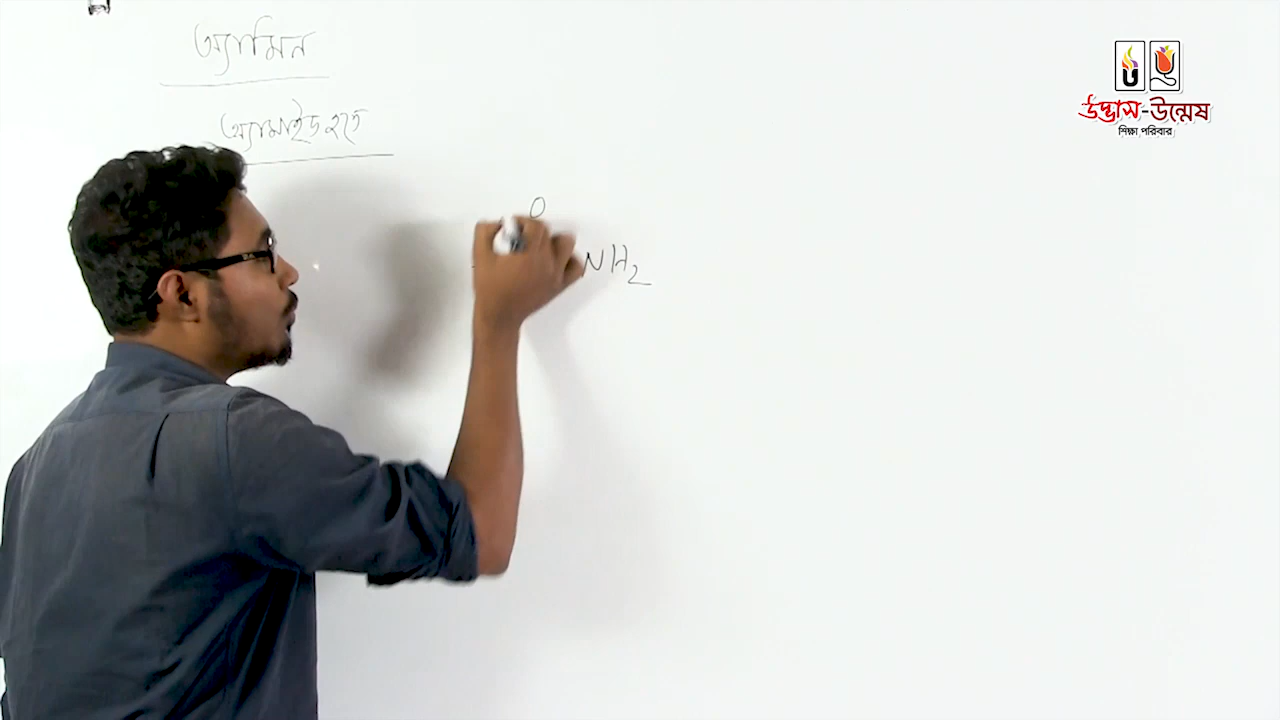 অ্যামিন
অ্যামাইড হতে
O
NH2
উদ্ভাস-উন্মেষ
শিক্ষা পরিবার